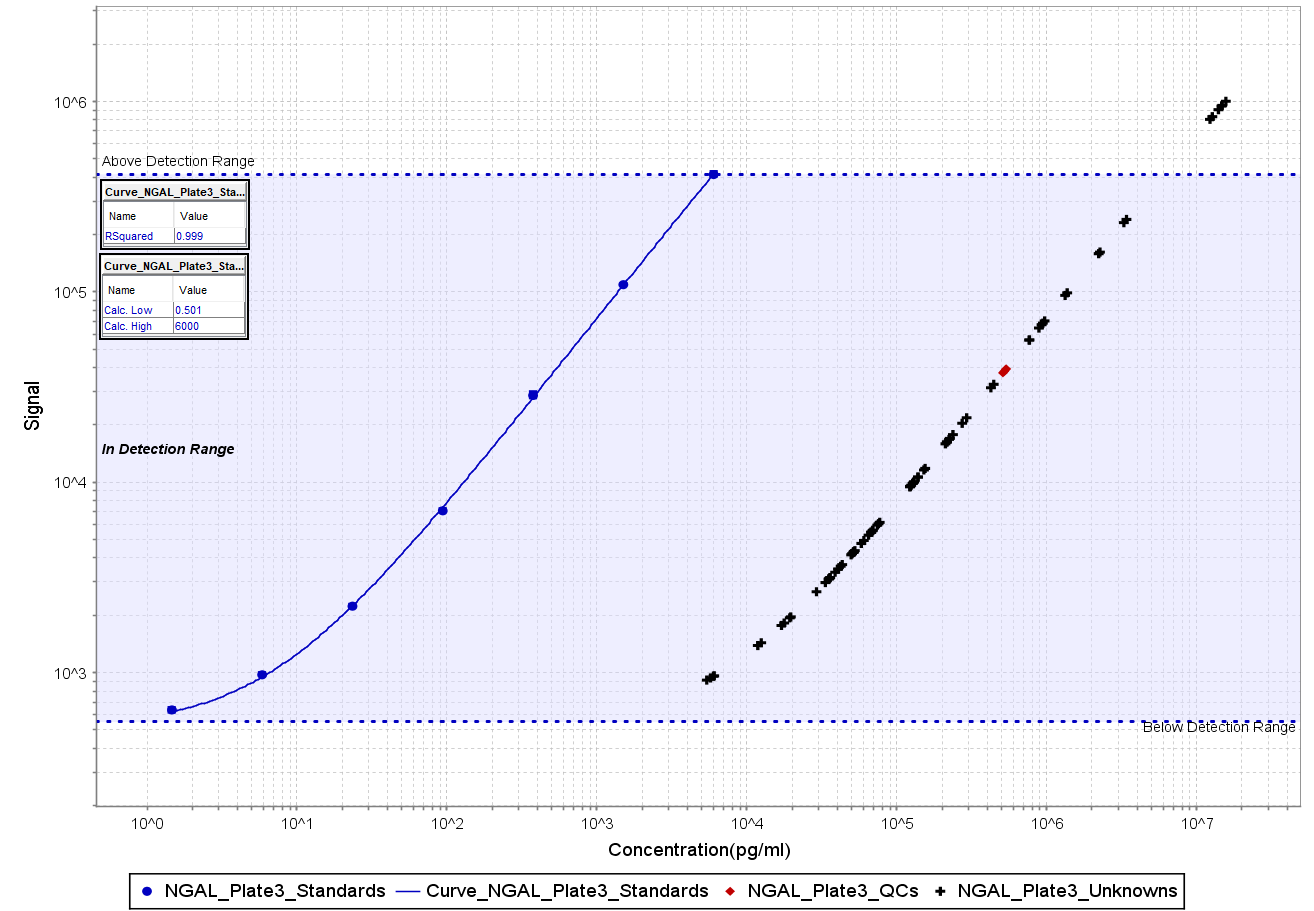 10^6
Above Detection Range
Curve_NGAL_Plate3_Sta...
Name Value
RSquared 0.999
Curve_NGAL_Plate3_Sta...
Name Value
Calc. Low 0.501
Calc. High 6000
10^5
Signal
In Detection Range
10^4
10^3
Below Detection Range
10^0 10^1 10^2 10^3 10^4 10^5 10^6 10^7
Concentration(pg/ml)
NGAL_Plate3_Standards Curve_NGAL_Plate3_Standards NGAL_Plate3_QCs NGAL_Plate3_Unknowns